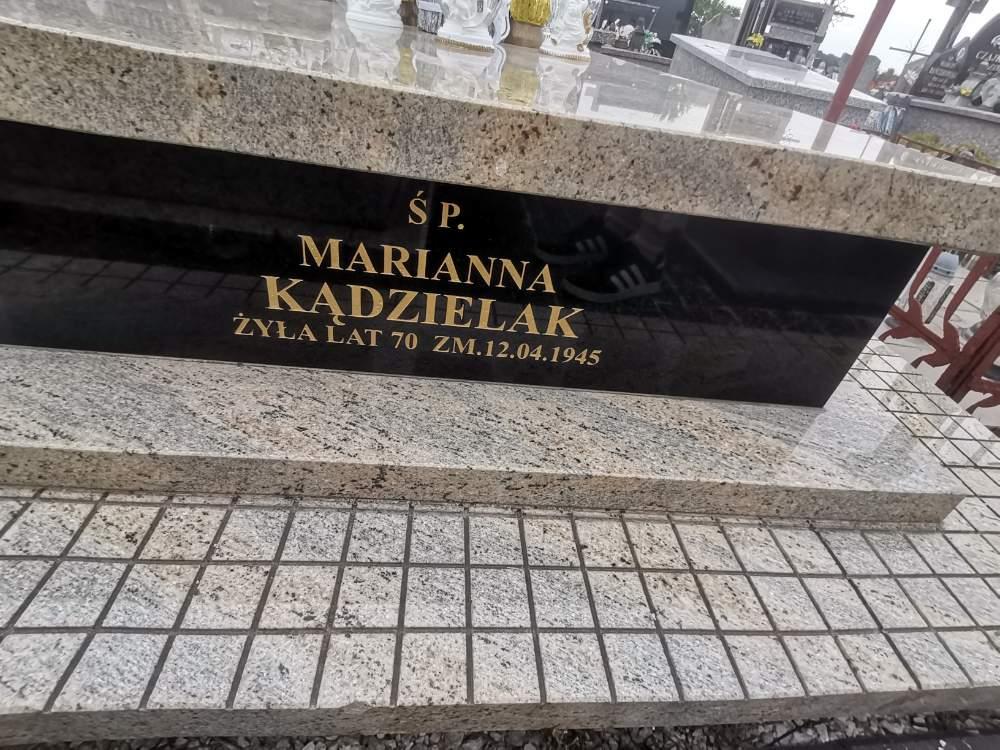 Ś P.
MARIANNA
KĄDZIELAK
ŻYŁA LAT 70 ZM.12.04.1945